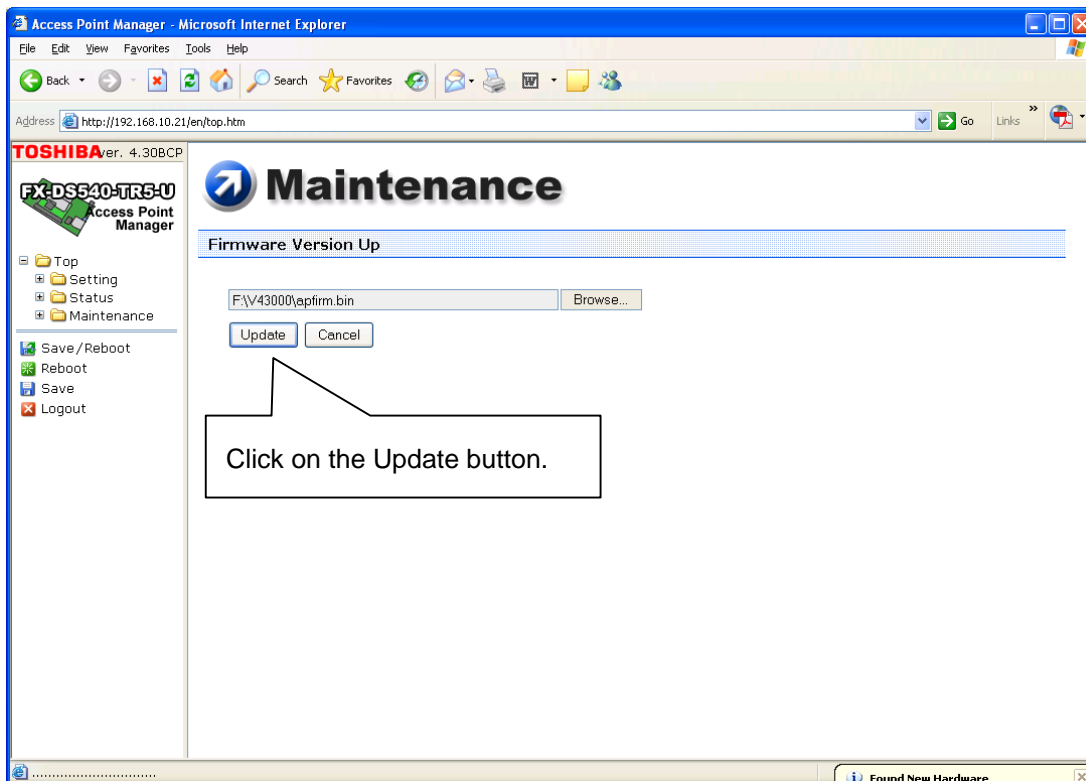 Access Point Manager - Microsoft Internet Explorer
File Edit View Favorites Tools Help
Back Search Favorites
Address http://192.168.10.21/en/top.htm Go Links »
TOSHIBA ver. 4.30BCP
FX-DS540-TR5-U
Access Point
Manager
Maintenance
Firmware Version Up
Top
Setting
Status
Maintenance
Save/Reboot
Reboot
Save
Logout
F:\V43000\apfirm.bin Browse...
Update Cancel
Click on the Update button.
..............................
Found New Hardware